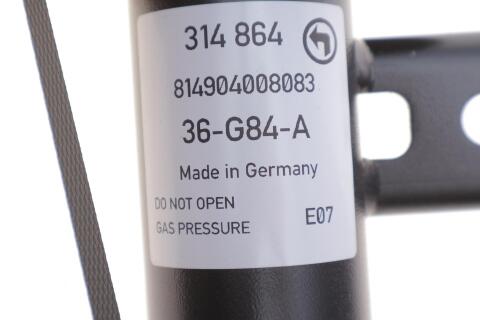 314 864
814904008083
36-G84-A
Made in Germany
DO NOT OPEN
GAS PRESSURE E07